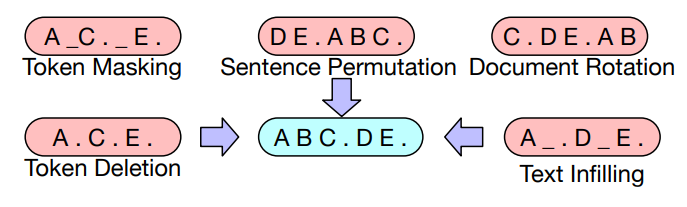 A _ C . _ E .
Token Masking
D E . A B C .
Sentence Permutation
C . D E . A B
Document Rotation
A . C . E .
Token Deletion
A B C . D E .
A _ . D _ E .
Text Infilling